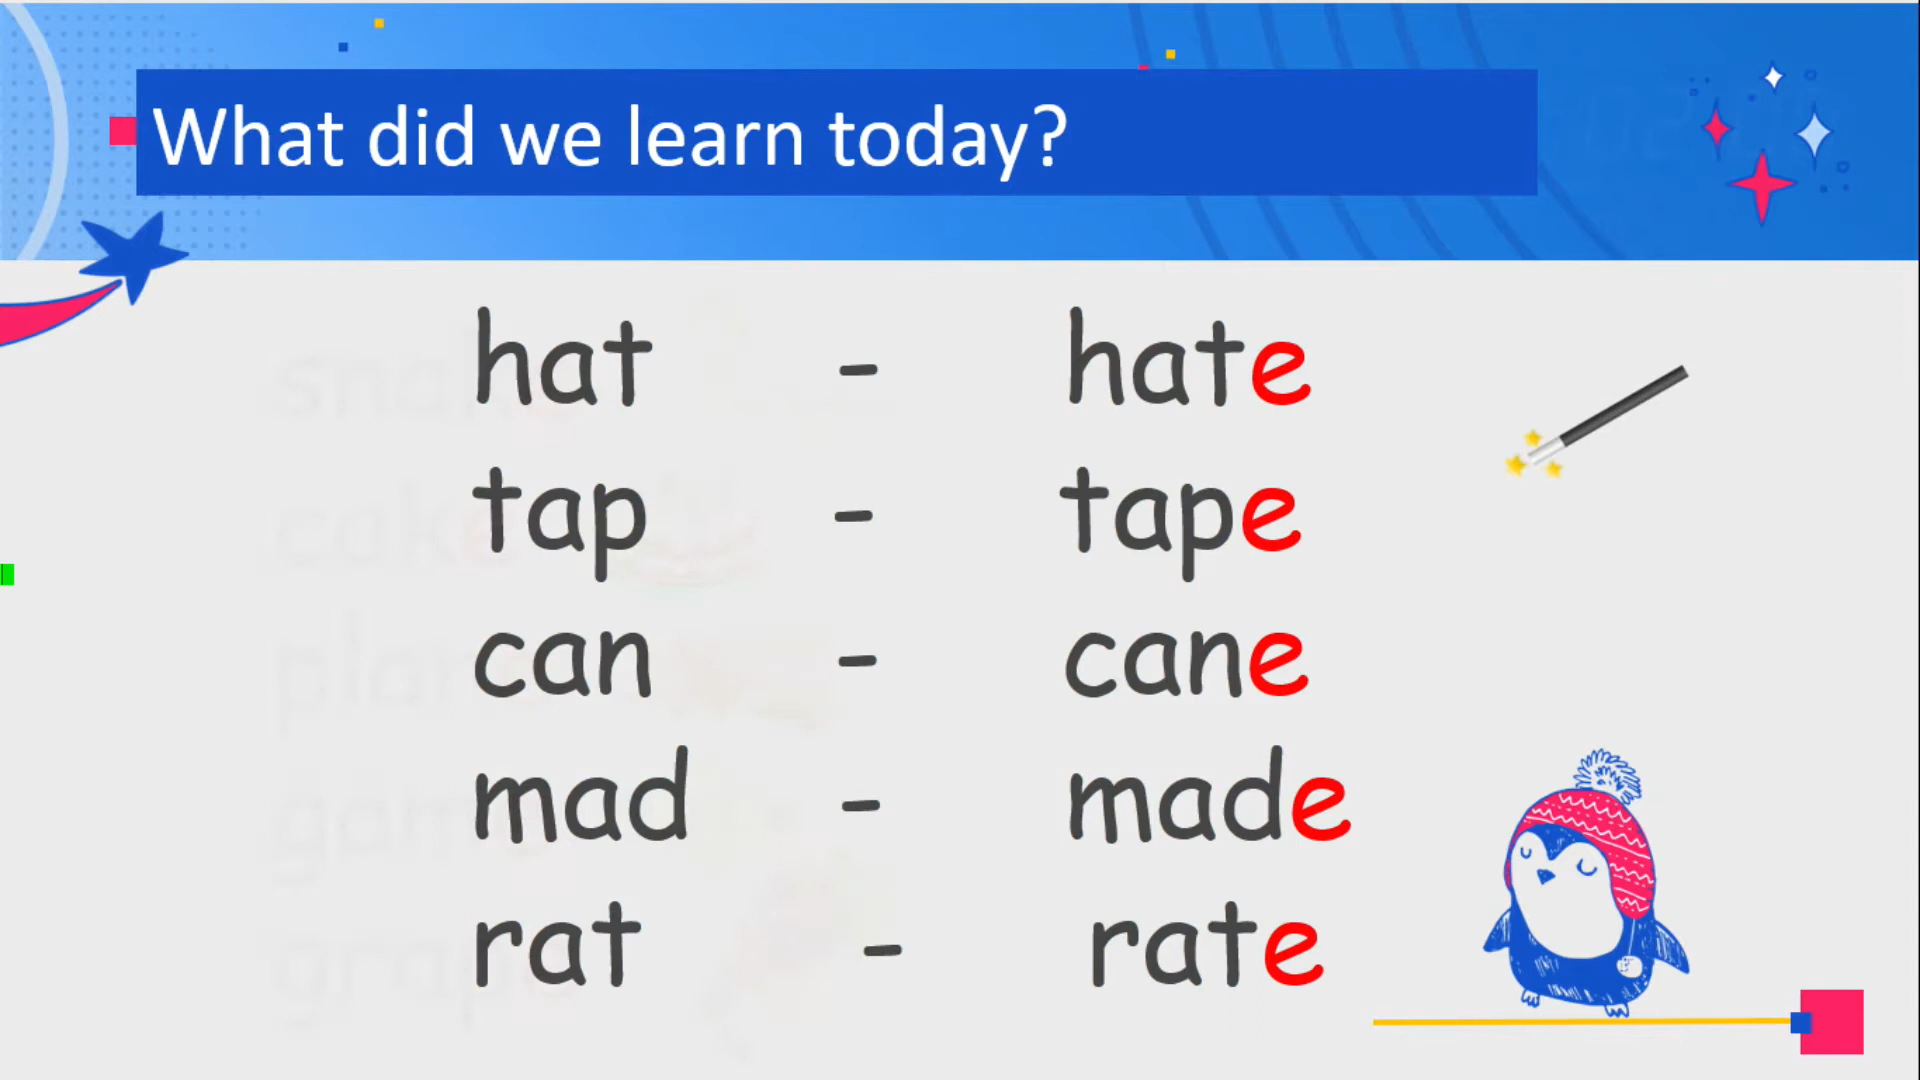 What did we learn today?
hat - hate
tap - tape
can - cane
mad - made
rat - rate